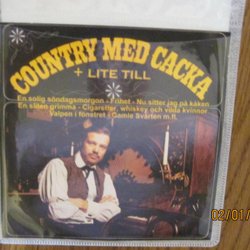 COUNTRY MED CACKA
+ LITE TILL
En solig söndagsmorgon - Frihet - Nu sitter jag på kåken
En sliten grimma - Cigaretter, whiskey och vilda kvinnor
Valpen i fönstret - Gamle Svarten m.fl.
02/01/